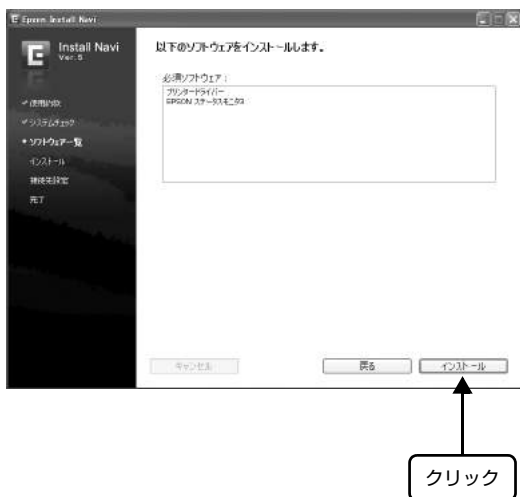 Epson Install Navi
Install Navi
Ver.5
以下のソフトウェアをインストールします。
必須ソフトウェア：
プリンタードライバー
EPSON ステータスモニタ3
使用許諾
システムチェック
ソフトウェア一覧
インストール
接続先設定
完了
キャンセル
戻る
インストール
クリック